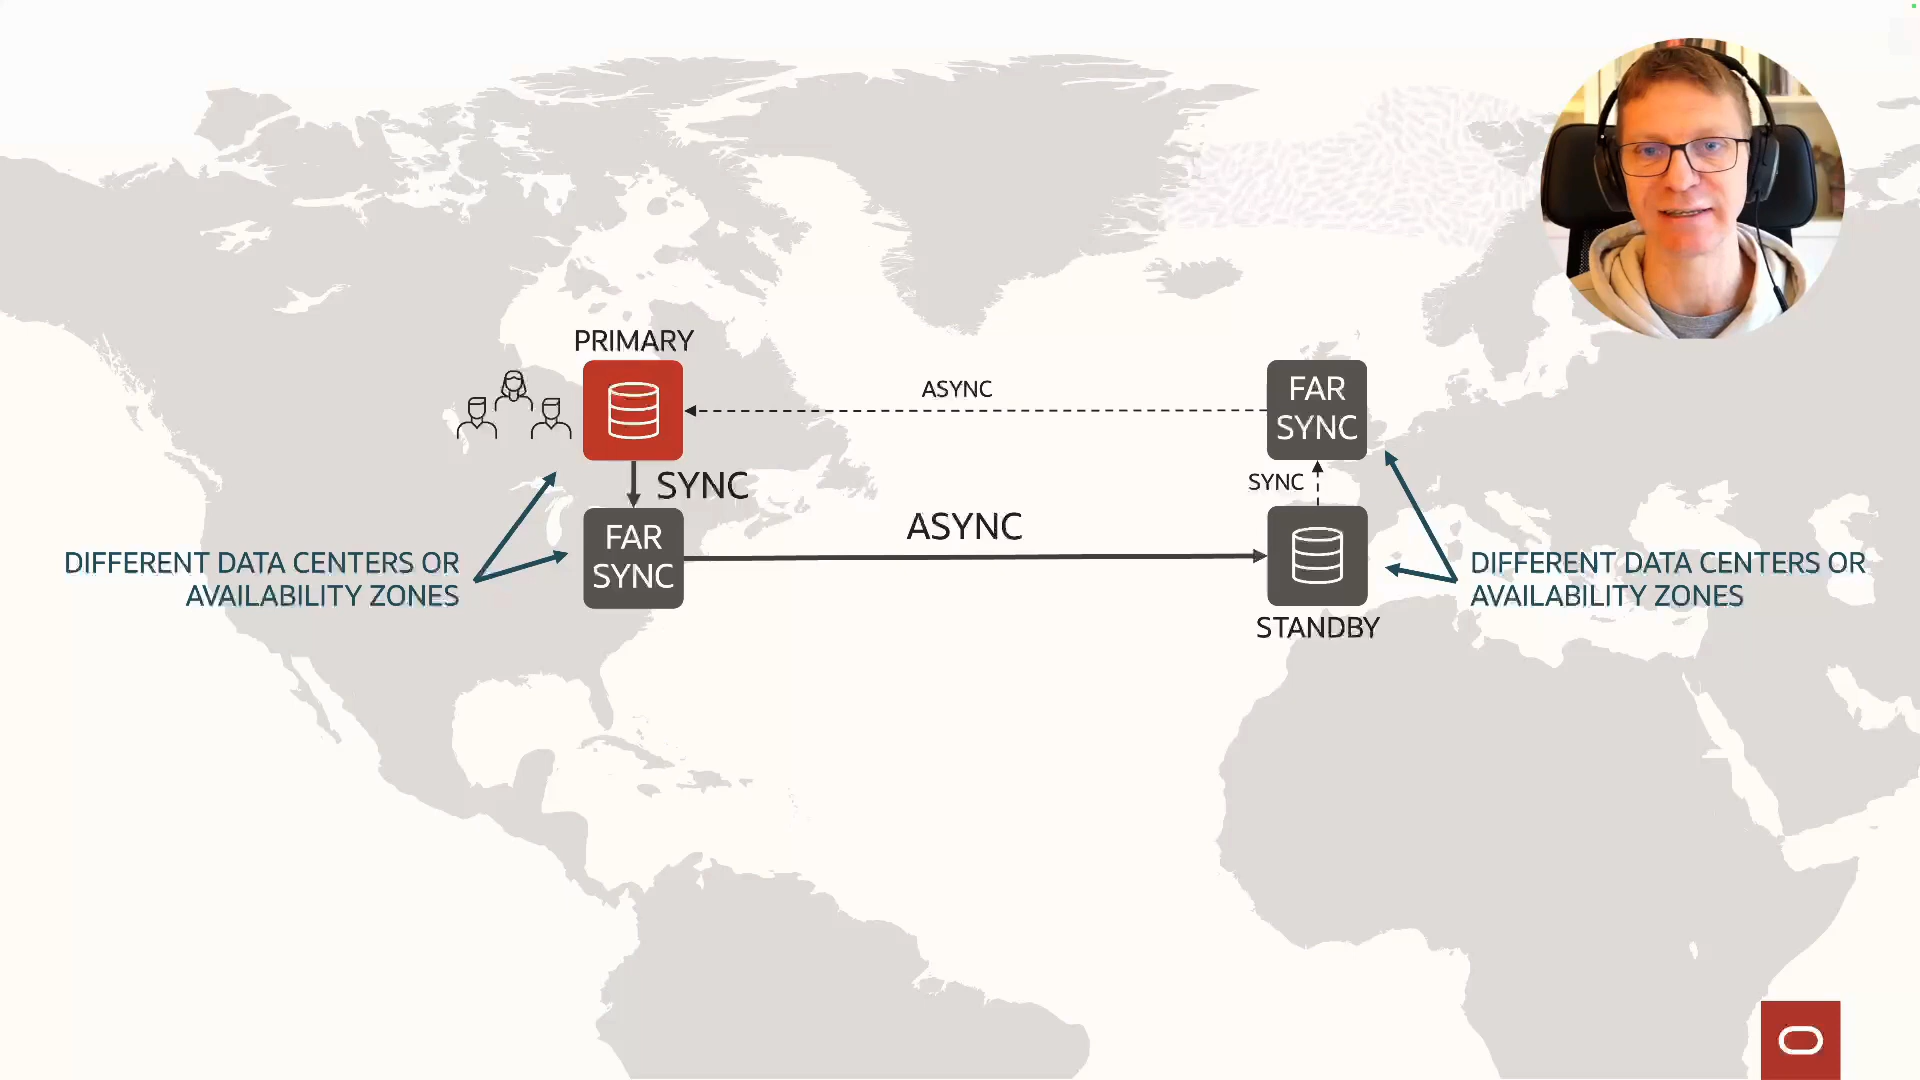 PRIMARY
ASYNC
FAR
SYNC
SYNC
SYNC
ASYNC
FAR
SYNC
DIFFERENT DATA CENTERS OR
AVAILABILITY ZONES
DIFFERENT DATA CENTERS OR
AVAILABILITY ZONES
STANDBY